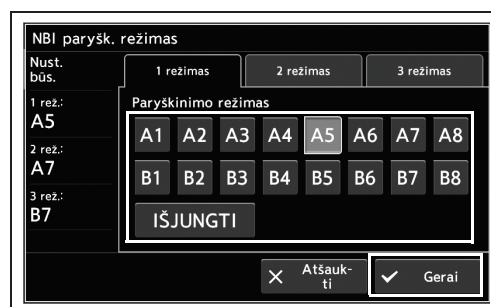 NBI paryšk. režimas
Nust.
būs.
1 rež.:
A5
2 rež.:
A7
3 rež.:
B7
1 režimas 2 režimas 3 režimas
Paryškinimo režimas
A1 A2 A3 A4 A5 A6 A7 A8
B1 B2 B3 B4 B5 B6 B7 B8
IŠJUNGTI
Atšauk-
ti
Gerai